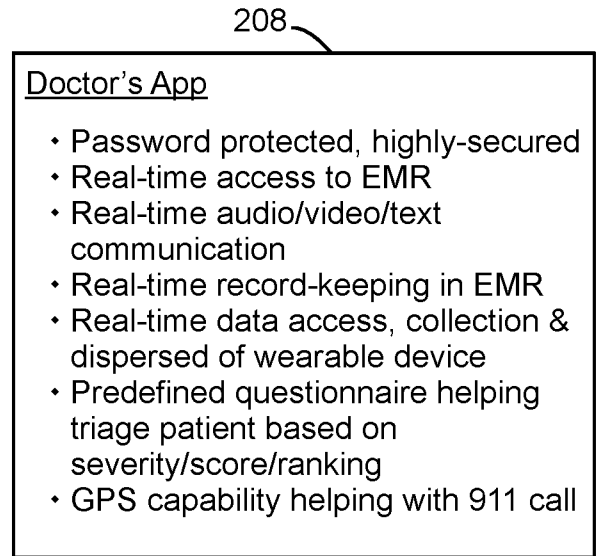 208
Doctor's App
• Password protected, highly-secured
• Real-time access to EMR
• Real-time audio/video/text
communication
• Real-time record-keeping in EMR
• Real-time data access, collection &
dispersed of wearable device
• Predefined questionnaire helping
triage patient based on
severity/score/ranking
• GPS capability helping with 911 call